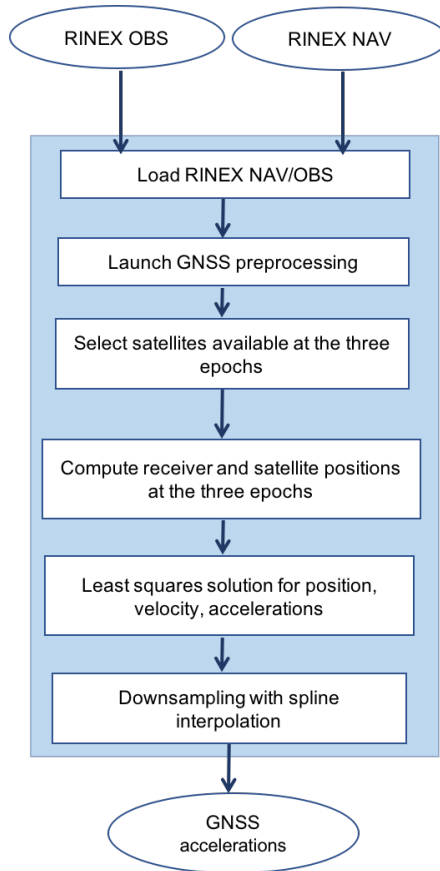 RINEX OBS
RINEX NAV
Load RINEX NAV/OBS
Launch GNSS preprocessing
Select satellites available at the three
epochs
Compute receiver and satellite positions
at the three epochs
Least squares solution for position,
velocity, accelerations
Downsampling with spline
interpolation
GNSS
accelerations